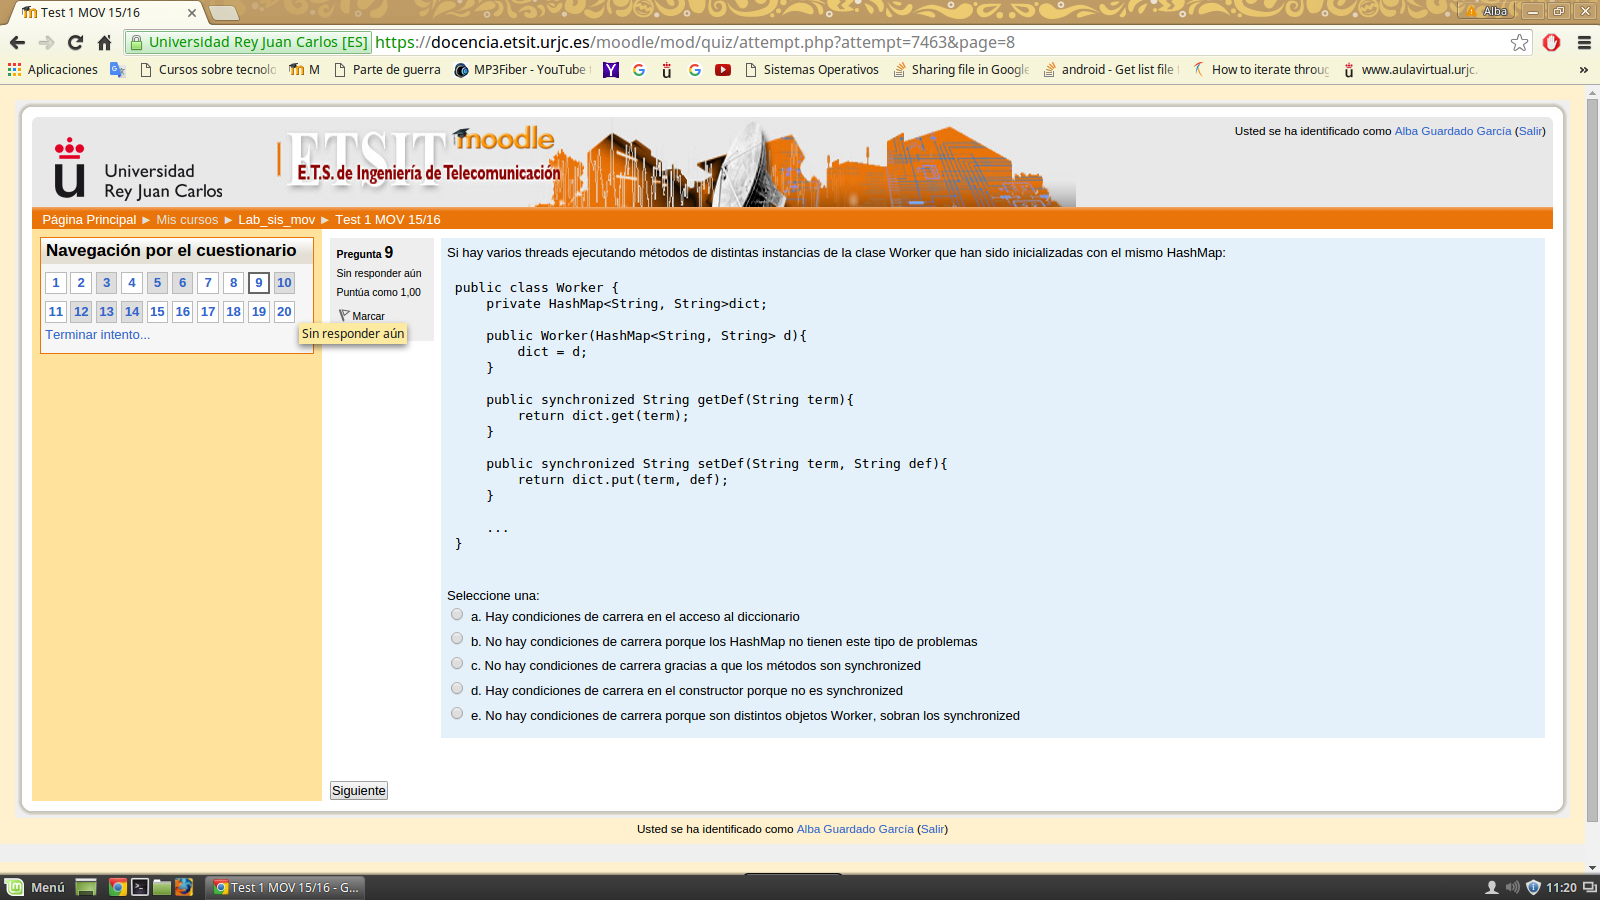 Test 1 MOV 15/16
Alba
Universidad Rey Juan Carlos [ES] https://docencia.etsit.urjc.es/moodle/mod/quiz/attempt.php?attempt=7463&page=8
Aplicaciones Cursos sobre tecnolo M Parte de guerra MP3Fiber - YouTube Sistemas Operativos Sharing file in Google android - Get list file How to iterate throug www.aulavirtual.urjc. »
Usted se ha identificado como Alba Guardado García (Salir)
ETSIT moodle
E.T.S. de Ingeniería de Telecomunicación
Universidad
Rey Juan Carlos
Página Principal ► Mis cursos ► Lab_sis_mov ► Test 1 MOV 15/16
Navegación por el cuestionario
1 2 3 4 5 6 7 8 9 10
11 12 13 14 15 16 17 18 19 20
Terminar intento...
Pregunta 9
Sin responder aún
Puntúa como 1,00
Marcar
Sin responder aún
Si hay varios threads ejecutando métodos de distintas instancias de la clase Worker que han sido inicializadas con el mismo HashMap:
public class Worker {
private HashMap<String, String>dict;
public Worker(HashMap<String, String> d){
dict = d;
}
public synchronized String getDef(String term){
return dict.get(term);
}
public synchronized String setDef(String term, String def){
return dict.put(term, def);
}
...
}
Seleccione una:
a. Hay condiciones de carrera en el acceso al diccionario
b. No hay condiciones de carrera porque los HashMap no tienen este tipo de problemas
c. No hay condiciones de carrera gracias a que los métodos son synchronized
d. Hay condiciones de carrera en el constructor porque no es synchronized
e. No hay condiciones de carrera porque son distintos objetos Worker, sobran los synchronized
Siguiente
Usted se ha identificado como Alba Guardado García (Salir)
Menú Test 1 MOV 15/16 - G... 11:20